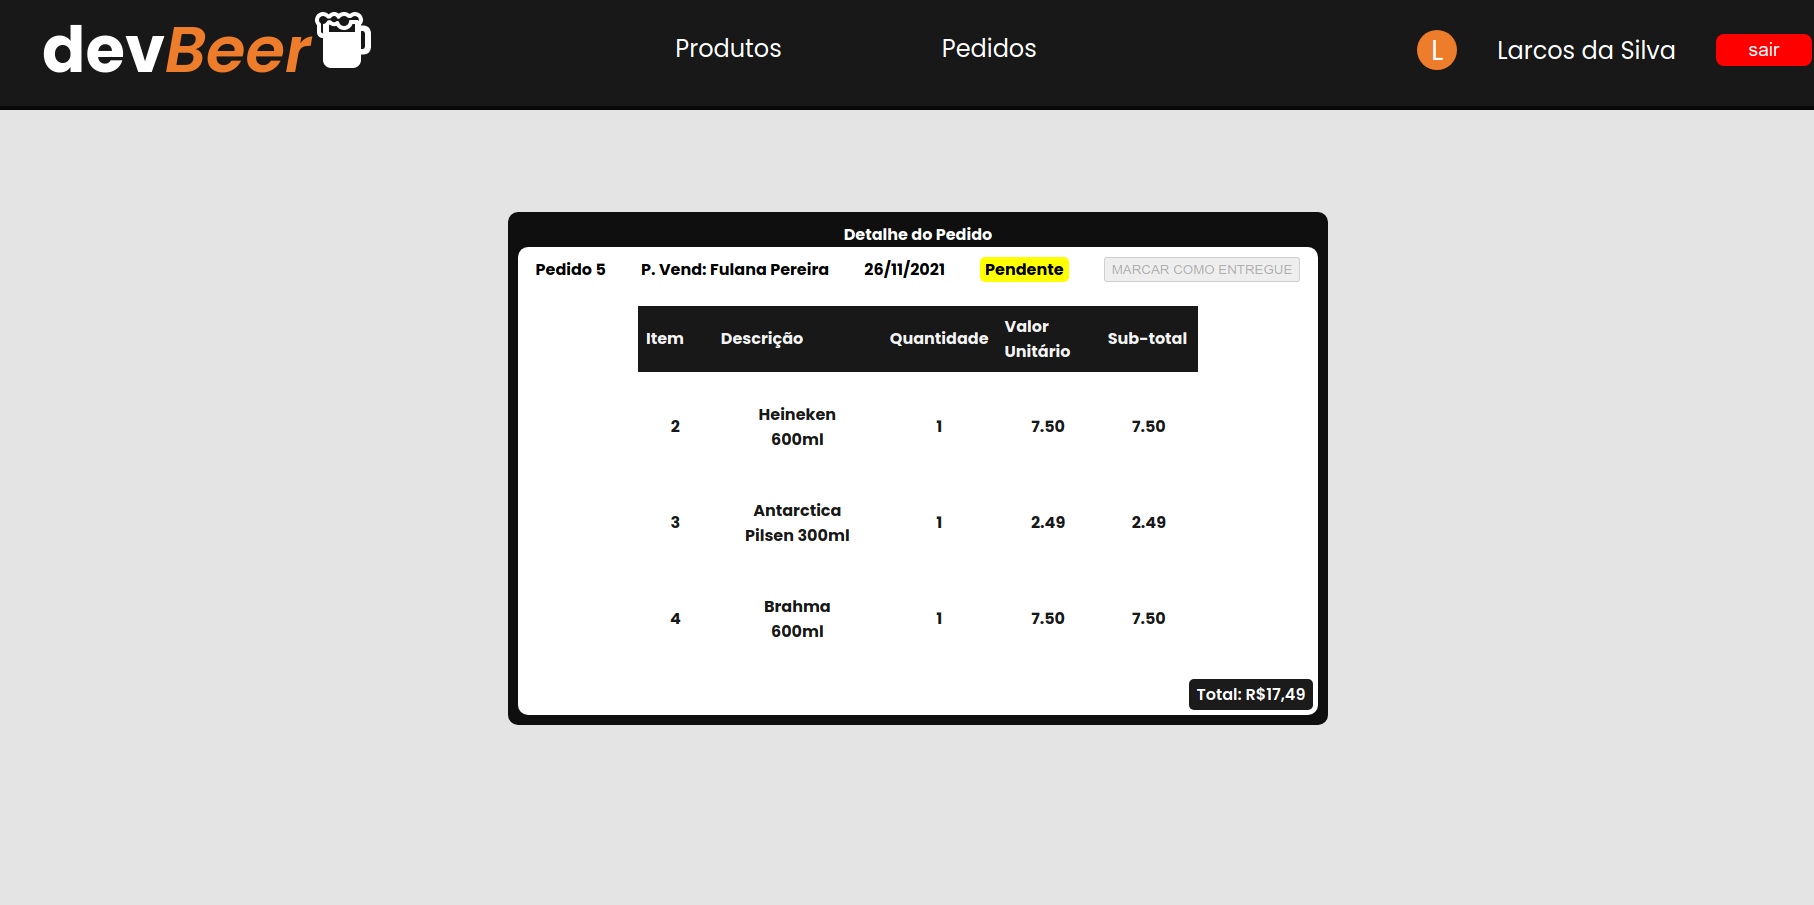 devBeer Produtos Pedidos L Larcos da Silva sair
Detalhe do Pedido
Pedido 5 P. Vend: Fulana Pereira 26/11/2021 Pendente MARCAR COMO ENTREGUE
Item Descrição Quantidade Valor Unitário Sub-total
2 Heineken 600ml 1 7.50 7.50
3 Antarctica Pilsen 300ml 1 2.49 2.49
4 Brahma 600ml 1 7.50 7.50
Total: R$17,49